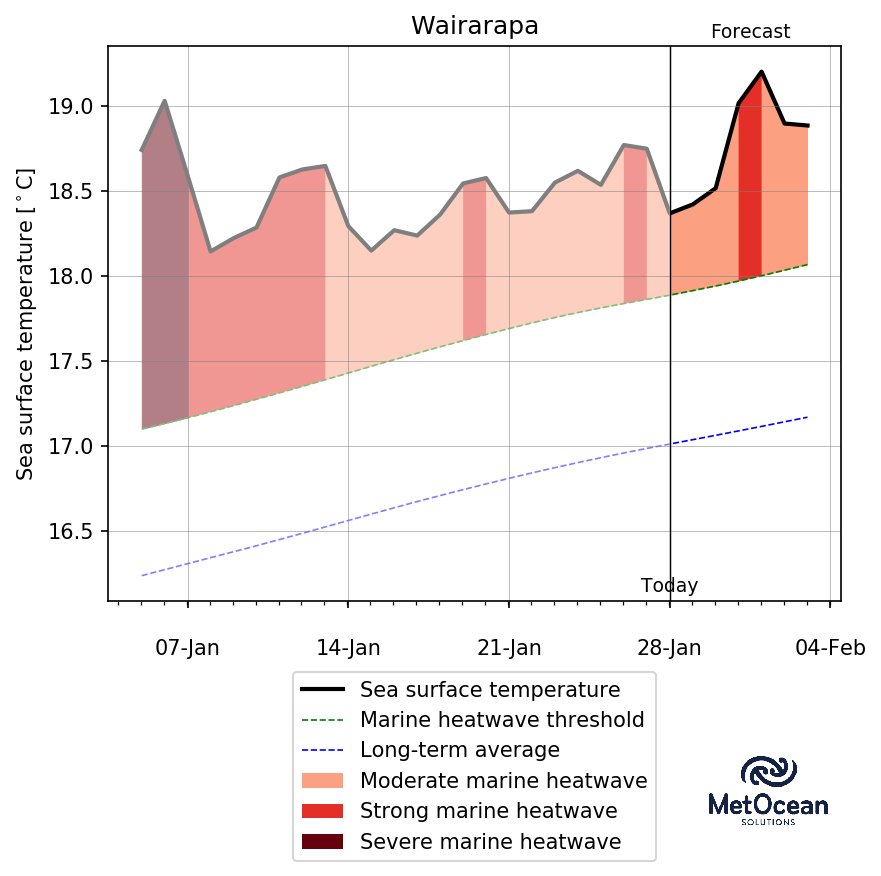 Wairarapa
Forecast
Sea surface temperature [°C]
19.0
18.5
18.0
17.5
17.0
16.5
Today
07-Jan
14-Jan
21-Jan
28-Jan
04-Feb
Sea surface temperature
Marine heatwave threshold
Long-term average
Moderate marine heatwave
Strong marine heatwave
Severe marine heatwave
MetOcean
SOLUTIONS